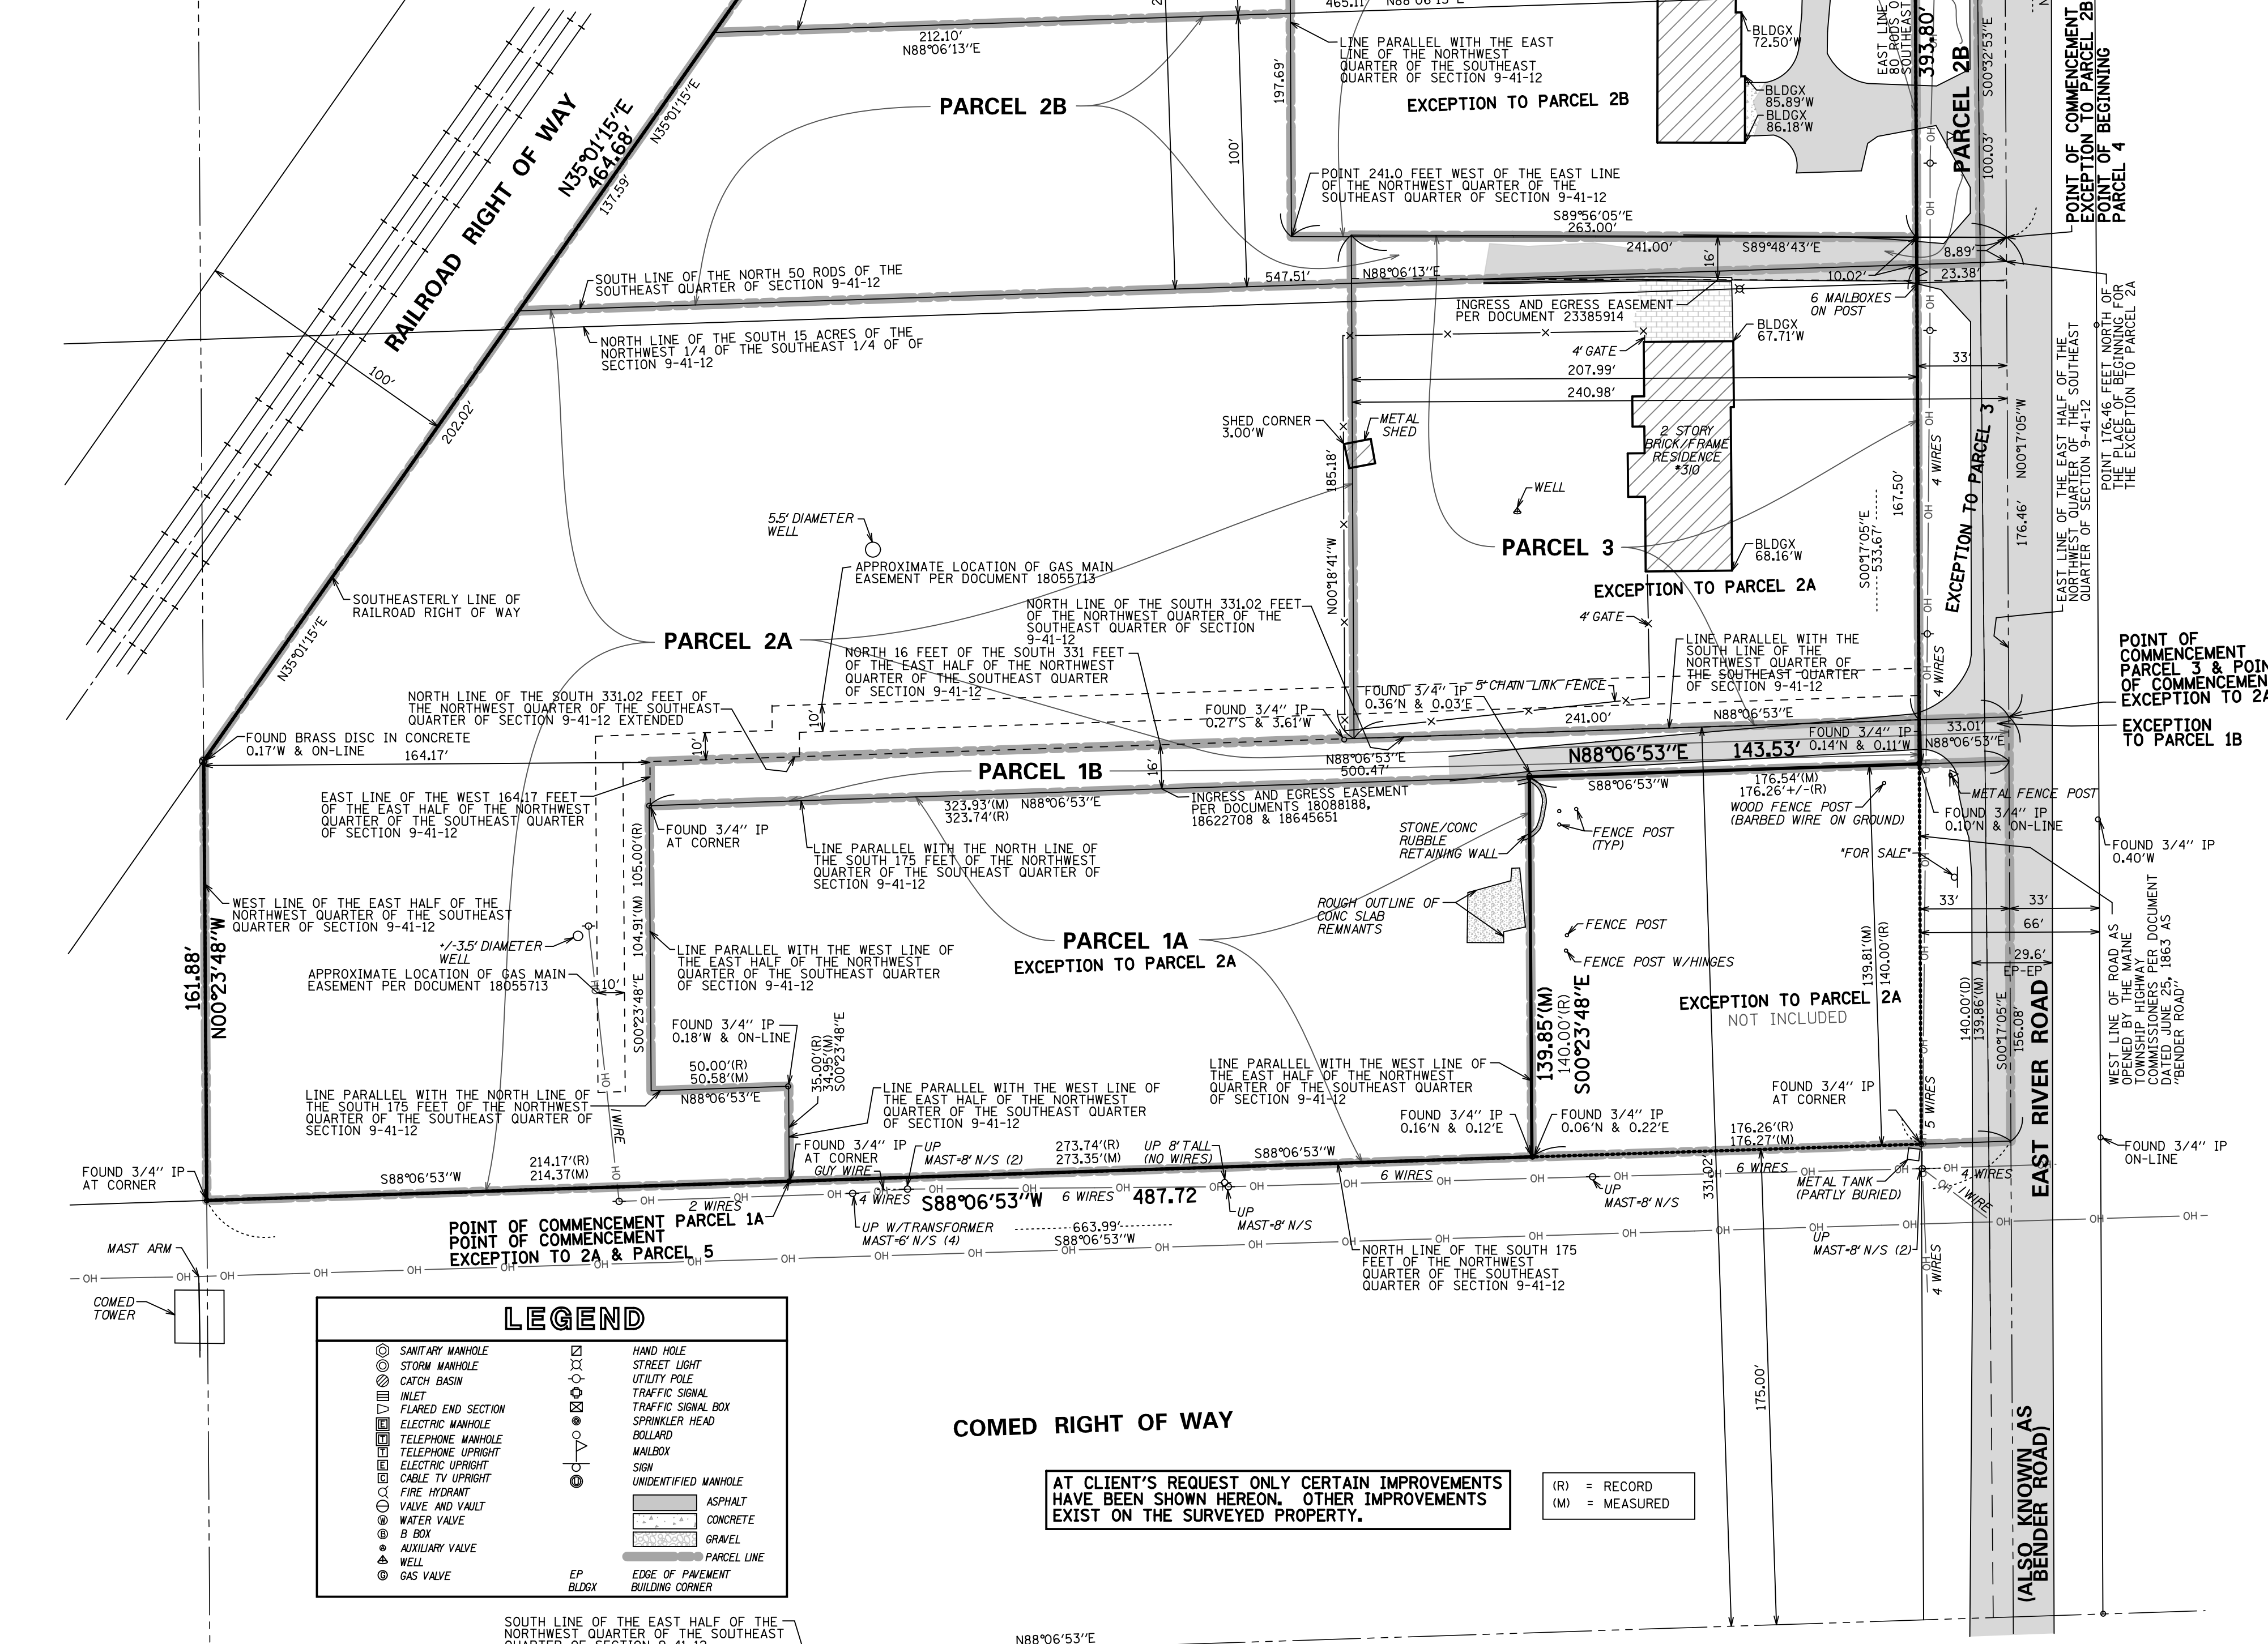 465.11' N88°06'13"E
212.10'
N88°06'13"E
LINE PARALLEL WITH THE EAST
LINE OF THE NORTHWEST
QUARTER OF THE SOUTHEAST
QUARTER OF SECTION 9-41-12
197.69'
PARCEL 2B
EXCEPTION TO PARCEL 2B
BLDGX
72.50'W
BLDGX
85.89'W
BLDGX
86.18'W
EAST LINE
80 RODS
SOUTHEAST
393.80'
PARCEL 2B
S00°32'53"E
100.03'
POINT OF COMMENCEMENT
EXCEPTION TO PARCEL 2B
POINT OF BEGINNING
PARCEL 4
RAILROAD RIGHT OF WAY
N35°01'15"E
464.68'
N35°01'15"E
137.59'
100'
POINT 241.0 FEET WEST OF THE EAST LINE
OF THE NORTHWEST QUARTER OF THE
SOUTHEAST QUARTER OF SECTION 9-41-12
S89°56'05"E
263.00'
241.00'
S89°48'43"E
16'
8.89'
10.02'
23.38'
SOUTH LINE OF THE NORTH 50 RODS OF THE
SOUTHEAST QUARTER OF SECTION 9-41-12
547.51'
N88°06'13"E
NORTH LINE OF THE SOUTH 15 ACRES OF THE
NORTHWEST 1/4 OF THE SOUTHEAST 1/4 OF OF
SECTION 9-41-12
INGRESS AND EGRESS EASEMENT
PER DOCUMENT 23385914
6 MAILBOXES
ON POST
BLDGX
67.71'W
4' GATE
207.99'
240.98'
33'
100'
202.02'
SHED CORNER
3.00'W
METAL
SHED
2 STORY
BRICK/FRAME
RESIDENCE
#310
185.18'
N00°18'41"W
WELL
4 WIRES
167.50'
S00°17'05"E
533.67'
EXCEPTION TO PARCEL 3
176.46' N00°17'05"W
EAST LINE OF THE EAST HALF OF THE
NORTHWEST QUARTER OF THE SOUTHEAST
QUARTER OF SECTION 9-41-12
POINT 176.46 FEET NORTH OF
THE PLACE OF BEGINNING FOR
THE EXCEPTION TO PARCEL 2A
5.5' DIAMETER
WELL
PARCEL 3
BLDGX
68.16'W
EXCEPTION TO PARCEL 2A
APPROXIMATE LOCATION OF GAS MAIN
EASEMENT PER DOCUMENT 18055713
SOUTHEASTERLY LINE OF
RAILROAD RIGHT OF WAY
N35°01'15"E
NORTH LINE OF THE SOUTH 331.02 FEET
OF THE NORTHWEST QUARTER OF THE
SOUTHEAST QUARTER OF SECTION
9-41-12
4' GATE
PARCEL 2A
NORTH 16 FEET OF THE SOUTH 331 FEET
OF THE EAST HALF OF THE NORTHWEST
QUARTER OF THE SOUTHEAST QUARTER
OF SECTION 9-41-12
LINE PARALLEL WITH THE
SOUTH LINE OF THE
NORTHWEST QUARTER OF
THE SOUTHEAST QUARTER
OF SECTION 9-41-12
4 WIRES
POINT OF
COMMENCEMENT
PARCEL 3 & POIN
OF COMMENCEMEN
EXCEPTION TO 2A
EXCEPTION
TO PARCEL 1B
NORTH LINE OF THE SOUTH 331.02 FEET OF
THE NORTHWEST QUARTER OF THE SOUTHEAST
QUARTER OF SECTION 9-41-12 EXTENDED
FOUND 3/4" IP
0.36'N & 0.03'E
5' CHAIN LINK FENCE
FOUND 3/4" IP
0.27'S & 3.61'W
241.00'
N88°06'53"E
33.01'
N88°06'53"E
FOUND 3/4" IP
0.14'N & 0.11'W
FOUND BRASS DISC IN CONCRETE
0.17'W & ON-LINE
164.17'
10'
10'
PARCEL 1B
16'
N88°06'53"E
500.47'
N88°06'53"E 143.53'
S88°06'53"W
176.54'(M)
176.26'+/-(R)
WOOD FENCE POST
(BARBED WIRE ON GROUND)
METAL FENCE POST
FOUND 3/4" IP
0.10'N & ON-LINE
EAST LINE OF THE WEST 164.17 FEET
OF THE EAST HALF OF THE NORTHWEST
QUARTER OF THE SOUTHEAST QUARTER
OF SECTION 9-41-12
323.93'(M) N88°06'53"E
323.74'(R)
INGRESS AND EGRESS EASEMENT
PER DOCUMENTS 18088188,
18622708 & 18645651
FOUND 3/4" IP
AT CORNER
LINE PARALLEL WITH THE NORTH LINE OF
THE SOUTH 175 FEET OF THE NORTHWEST
QUARTER OF THE SOUTHEAST QUARTER OF
SECTION 9-41-12
STONE/CONC
RUBBLE
RETAINING WALL
FENCE POST
(TYP)
"FOR SALE"
FOUND 3/4" IP
0.40'W
WEST LINE OF THE EAST HALF OF THE
NORTHWEST QUARTER OF THE SOUTHEAST
QUARTER OF SECTION 9-41-12
161.88'
N00°23'48"W
+/-3.5' DIAMETER
WELL
APPROXIMATE LOCATION OF GAS MAIN
EASEMENT PER DOCUMENT 18055713
10'
S00°23'48"E 104.91'(M) 105.00'(R)
LINE PARALLEL WITH THE WEST LINE OF
THE EAST HALF OF THE NORTHWEST
QUARTER OF THE SOUTHEAST QUARTER
OF SECTION 9-41-12
PARCEL 1A
EXCEPTION TO PARCEL 2A
ROUGH OUTLINE OF
CONC SLAB
REMNANTS
FENCE POST
FENCE POST W/HINGES
139.85'(M)
140.00'(R)
S00°23'48"E
EXCEPTION TO PARCEL 2A
NOT INCLUDED
139.81'(M)
140.00'(R)
33'
33'
66'
29.6'
EP-EP
140.00'(D)
139.86'(M)
S00°17'05"E
156.08'
EAST RIVER ROAD
WEST LINE OF ROAD AS
OPENED BY THE MAINE
TOWNSHIP HIGHWAY
COMMISSIONERS PER DOCUMENT
DATED JUNE 25, 1863 AS
"BENDER ROAD"
FOUND 3/4" IP
0.18'W & ON-LINE
50.00'(R)
50.58'(M)
N88°06'53"E
35.00'(R)
34.95'(M)
S00°23'48"E
LINE PARALLEL WITH THE NORTH LINE OF
THE SOUTH 175 FEET OF THE NORTHWEST
QUARTER OF THE SOUTHEAST QUARTER OF
SECTION 9-41-12
1 WIRE
LINE PARALLEL WITH THE WEST LINE OF
THE EAST HALF OF THE NORTHWEST
QUARTER OF THE SOUTHEAST QUARTER
OF SECTION 9-41-12
LINE PARALLEL WITH THE WEST LINE OF
THE EAST HALF OF THE NORTHWEST
QUARTER OF THE SOUTHEAST QUARTER
OF SECTION 9-41-12
FOUND 3/4" IP
AT CORNER
5 WIRES
FOUND 3/4" IP
0.16'N & 0.12'E
FOUND 3/4" IP
0.06'N & 0.22'E
176.26'(R)
176.27'(M)
FOUND 3/4" IP
AT CORNER
S88°06'53"W
214.17'(R)
214.37(M)
FOUND 3/4" IP
AT CORNER
GUY WIRE
UP
MAST=8' N/S (2)
273.74'(R)
273.35'(M)
UP 8' TALL
(NO WIRES)
S88°06'53"W
6 WIRES
331.02'
6 WIRES
METAL TANK
(PARTLY BURIED)
4 WIRES
1 WIRE
FOUND 3/4" IP
ON-LINE
2 WIRES
4 WIRES
S88°06'53"W
6 WIRES
487.72
UP
MAST=8' N/S
UP
MAST=8' N/S
POINT OF COMMENCEMENT PARCEL 1A
POINT OF COMMENCEMENT
EXCEPTION TO 2A & PARCEL 5
UP W/TRANSFORMER
MAST=6' N/S (4)
663.99'
S88°06'53"W
NORTH LINE OF THE SOUTH 175
FEET OF THE NORTHWEST
QUARTER OF THE SOUTHEAST
QUARTER OF SECTION 9-41-12
UP
MAST=8' N/S (2)
4 WIRES
MAST ARM
COMED
TOWER
OH OH OH OH OH OH OH OH OH OH OH OH OH OH OH OH OH OH
LEGEND
SANITARY MANHOLE
STORM MANHOLE
CATCH BASIN
INLET
FLARED END SECTION
E ELECTRIC MANHOLE
T TELEPHONE MANHOLE
T TELEPHONE UPRIGHT
E ELECTRIC UPRIGHT
C CABLE TV UPRIGHT
FIRE HYDRANT
VALVE AND VAULT
W WATER VALVE
B B BOX
AUXILIARY VALVE
WELL
G GAS VALVE
HAND HOLE
STREET LIGHT
UTILITY POLE
TRAFFIC SIGNAL
TRAFFIC SIGNAL BOX
SPRINKLER HEAD
BOLLARD
MAILBOX
SIGN
UNIDENTIFIED MANHOLE
ASPHALT
CONCRETE
GRAVEL
PARCEL LINE
EP EDGE OF PAVEMENT
BLDGX BUILDING CORNER
COMED RIGHT OF WAY
AT CLIENT'S REQUEST ONLY CERTAIN IMPROVEMENTS
HAVE BEEN SHOWN HEREON. OTHER IMPROVEMENTS
EXIST ON THE SURVEYED PROPERTY.
(R) = RECORD
(M) = MEASURED
175.00'
(ALSO KNOWN AS
BENDER ROAD)
SOUTH LINE OF THE EAST HALF OF THE
NORTHWEST QUARTER OF THE SOUTHEAST
QUARTER OF SECTION 9-41-12
N88°06'53"E